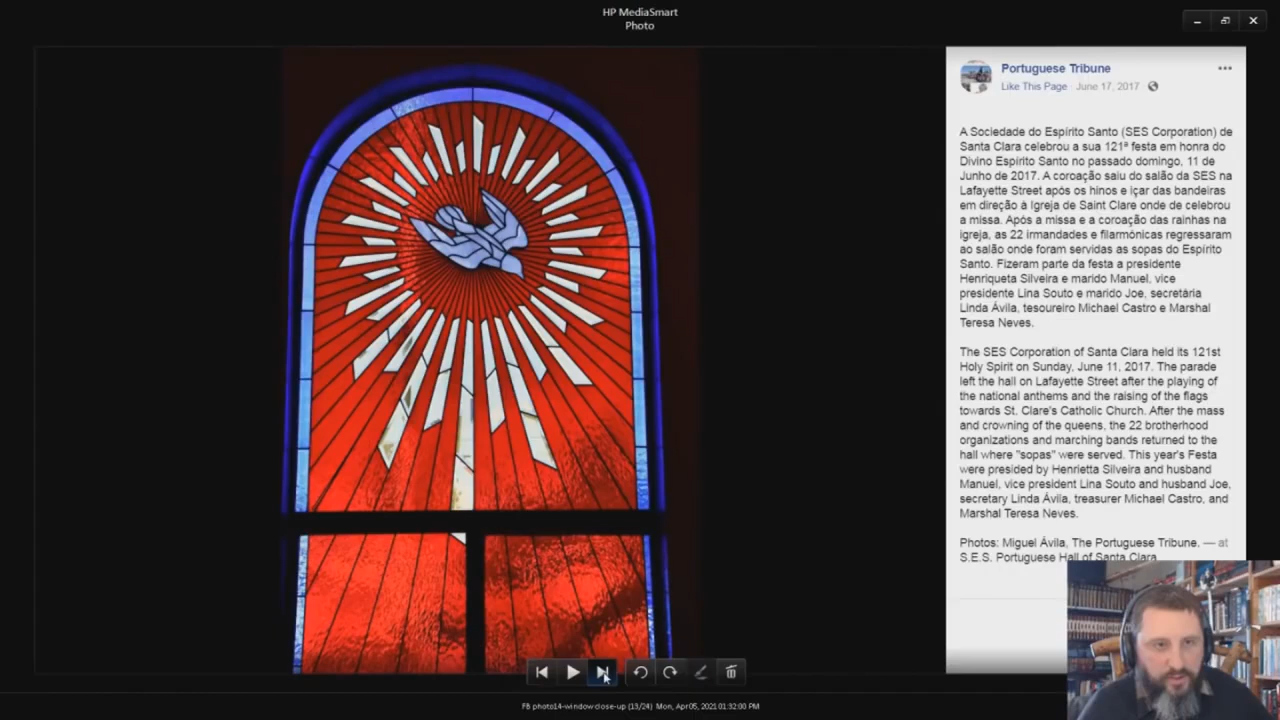 HP MediaSmart
Photo
Portuguese Tribune
Like This Page · June 17, 2017
A Sociedade do Espírito Santo (SES Corporation) de
Santa Clara celebrou a sua 121ª festa em honra do
Divino Espírito Santo no passado domingo, 11 de
Junho de 2017. A coroação saiu do salão da SES na
Lafayette Street após os hinos e içar das bandeiras
em direção à Igreja de Saint Clare onde de celebrou
a missa. Após a missa e a coroação das rainhas na
igreja, as 22 irmandades e filarmónicas regressaram
ao salão onde foram servidas as sopas do Espírito
Santo. Fizeram parte da festa a presidente
Henriqueta Silveira e marido Manuel, vice
presidente Lina Souto e marido Joe, secretária
Linda Ávila, tesoureiro Michael Castro e Marshal
Teresa Neves.
The SES Corporation of Santa Clara held its 121st
Holy Spirit on Sunday, June 11, 2017. The parade
left the hall on Lafayette Street after the playing of
the national anthems and the raising of the flags
towards St. Clare's Catholic Church. After the mass
and crowning of the queens, the 22 brotherhood
organizations and marching bands returned to the
hall where "sopas" were served. This year's Festa
were presided by Henrietta Silveira and husband
Manuel, vice president Lina Souto and husband Joe,
secretary Linda Ávila, treasurer Michael Castro, and
Marshal Teresa Neves.
Photos: Miguel Ávila, The Portuguese Tribune. — at
S.E.S. Portuguese Hall of Santa Clara
FB photo14-window close-up (13/24) Mon, Apr 05, 2021 01:32:00 PM